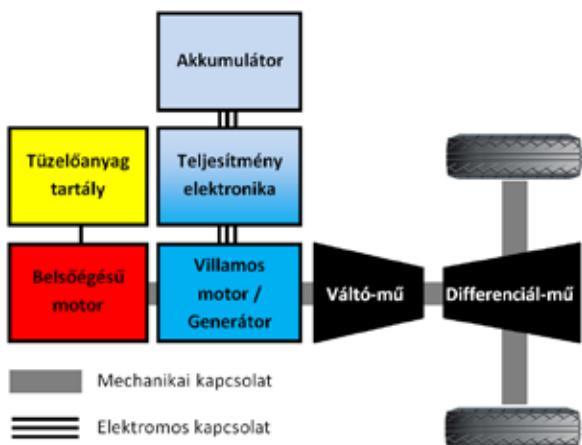 Akkumulátor
Tüzelőanyag
tartály
Teljesítmény
elektronika
Belsőégésű
motor
Villamos
motor /
Generátor
Váltó-mű
Differenciál-mű
Mechanikai kapcsolat
Elektromos kapcsolat